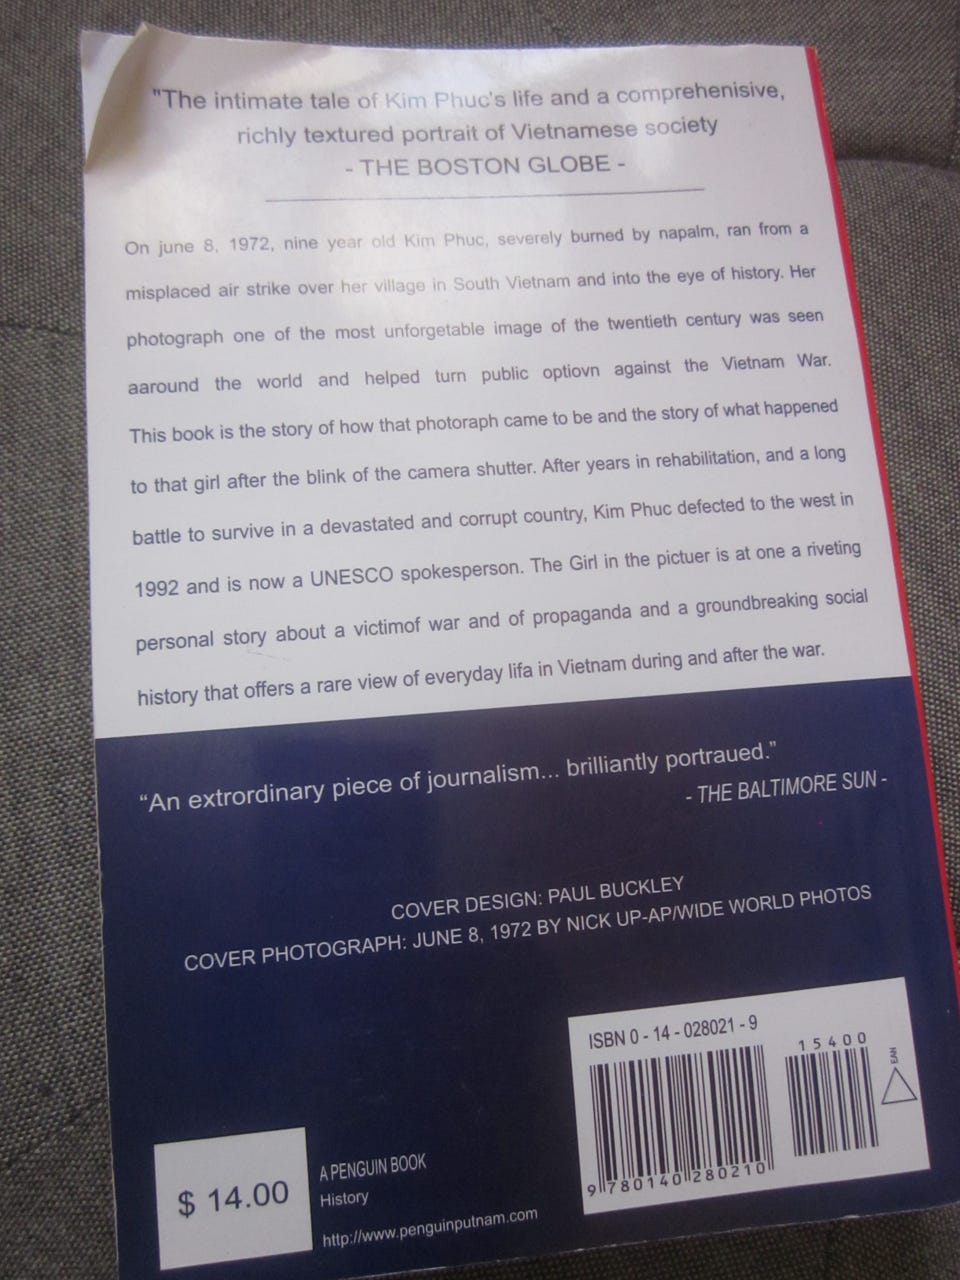 "The intimate tale of Kim Phuc's life and a comprehenisive,
richly textured portrait of Vietnamese society
- THE BOSTON GLOBE -
On june 8, 1972, nine year old Kim Phuc, severely burned by napalm, ran from a
misplaced air strike over her village in South Vietnam and into the eye of history. Her
photograph one of the most unforgetable image of the twentieth century was seen
aaround the world and helped turn public optiovn against the Vietnam War.
This book is the story of how that photoraph came to be and the story of what happened
to that girl after the blink of the camera shutter. After years in rehabilitation, and a long
battle to survive in a devastated and corrupt country, Kim Phuc defected to the west in
1992 and is now a UNESCO spokesperson. The Girl in the pictuer is at one a riveting
personal story about a victimof war and of propaganda and a groundbreaking social
history that offers a rare view of everyday lifa in Vietnam during and after the war.
“An extrordinary piece of journalism... brilliantly portraued.”
- THE BALTIMORE SUN -
COVER DESIGN: PAUL BUCKLEY
COVER PHOTOGRAPH: JUNE 8, 1972 BY NICK UP-AP/WIDE WORLD PHOTOS
ISBN 0 - 14 - 028021 - 9
15400
EAN
9 780140 280210
$ 14.00
A PENGUIN BOOK
History
http://www.penguinputnam.com